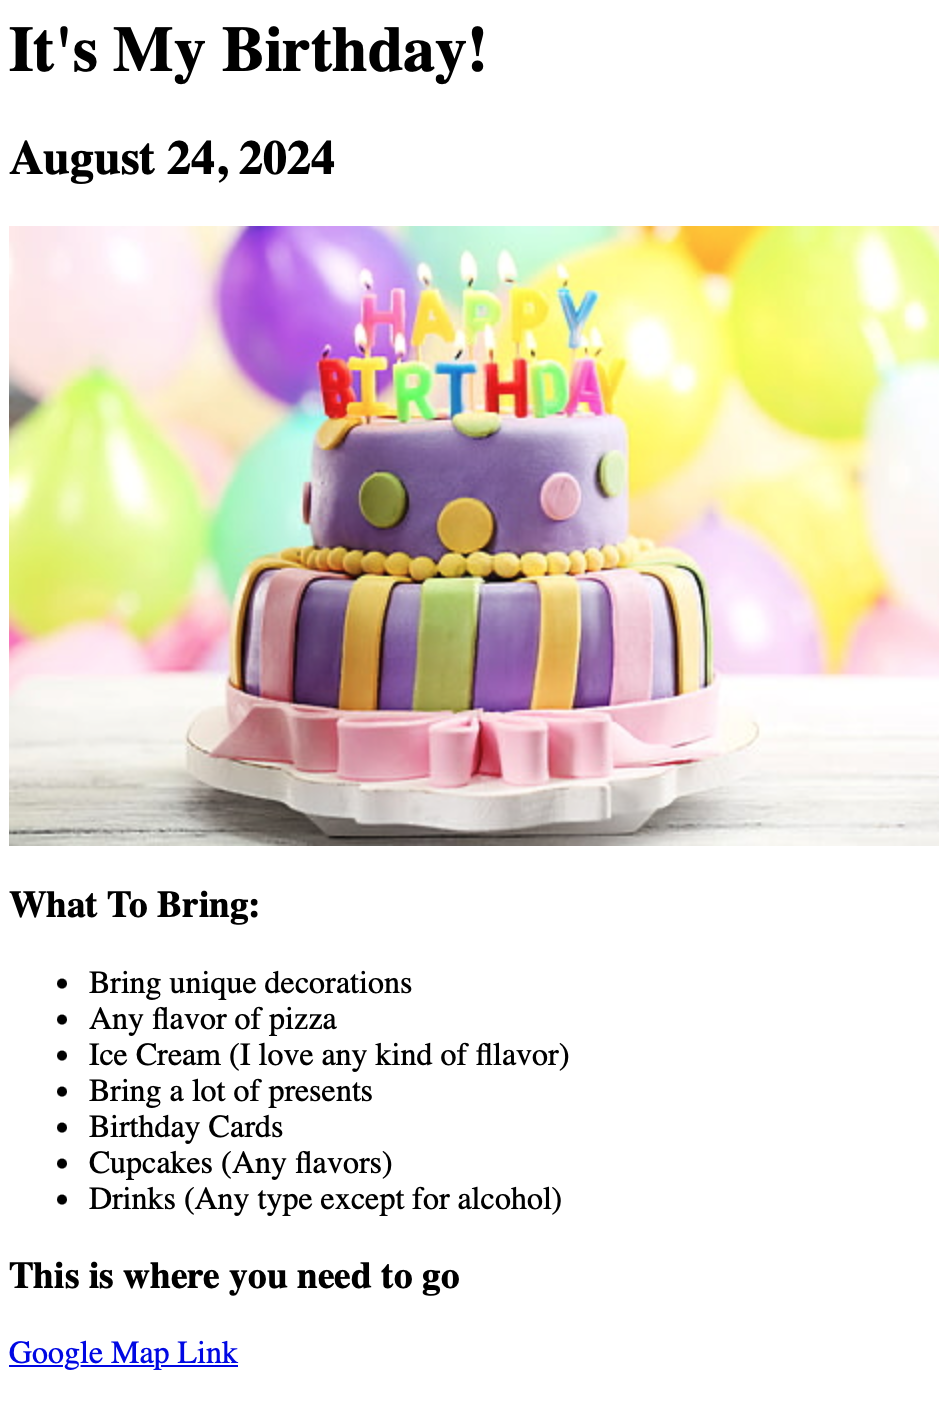 It's My Birthday!
August 24, 2024
HAPPY
BIRTHDAY
What To Bring:
• Bring unique decorations
• Any flavor of pizza
• Ice Cream (I love any kind of fllavor)
• Bring a lot of presents
• Birthday Cards
• Cupcakes (Any flavors)
• Drinks (Any type except for alcohol)
This is where you need to go
Google Map Link